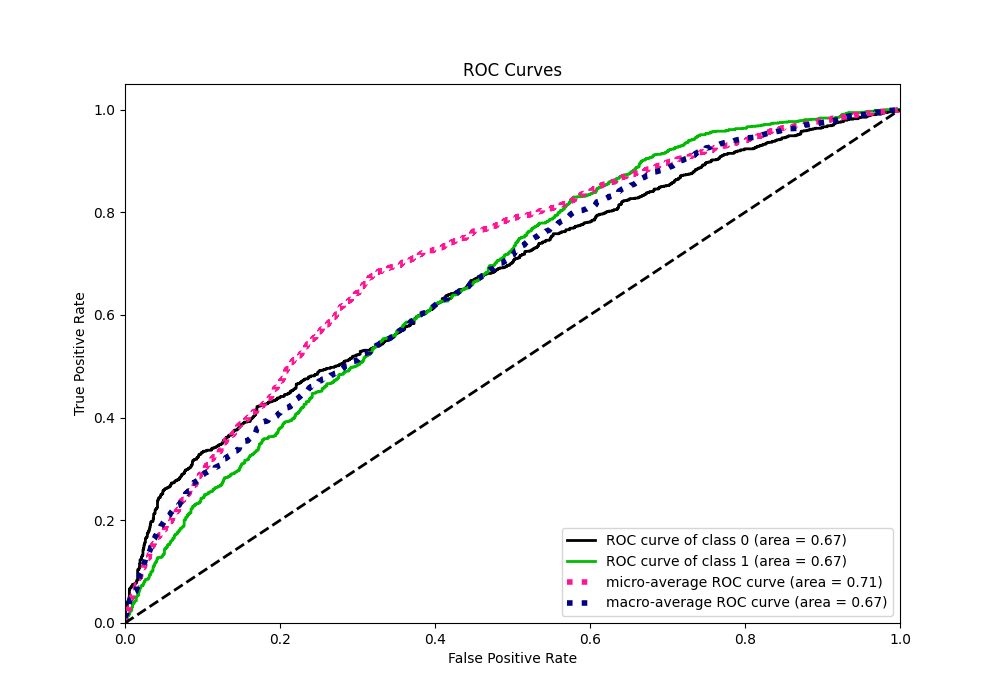 ROC Curves
True Positive Rate
1.0
0.8
0.6
0.4
0.2
0.0
0.0 0.2 0.4 0.6 0.8 1.0
False Positive Rate
ROC curve of class 0 (area = 0.67)
ROC curve of class 1 (area = 0.67)
micro-average ROC curve (area = 0.71)
macro-average ROC curve (area = 0.67)